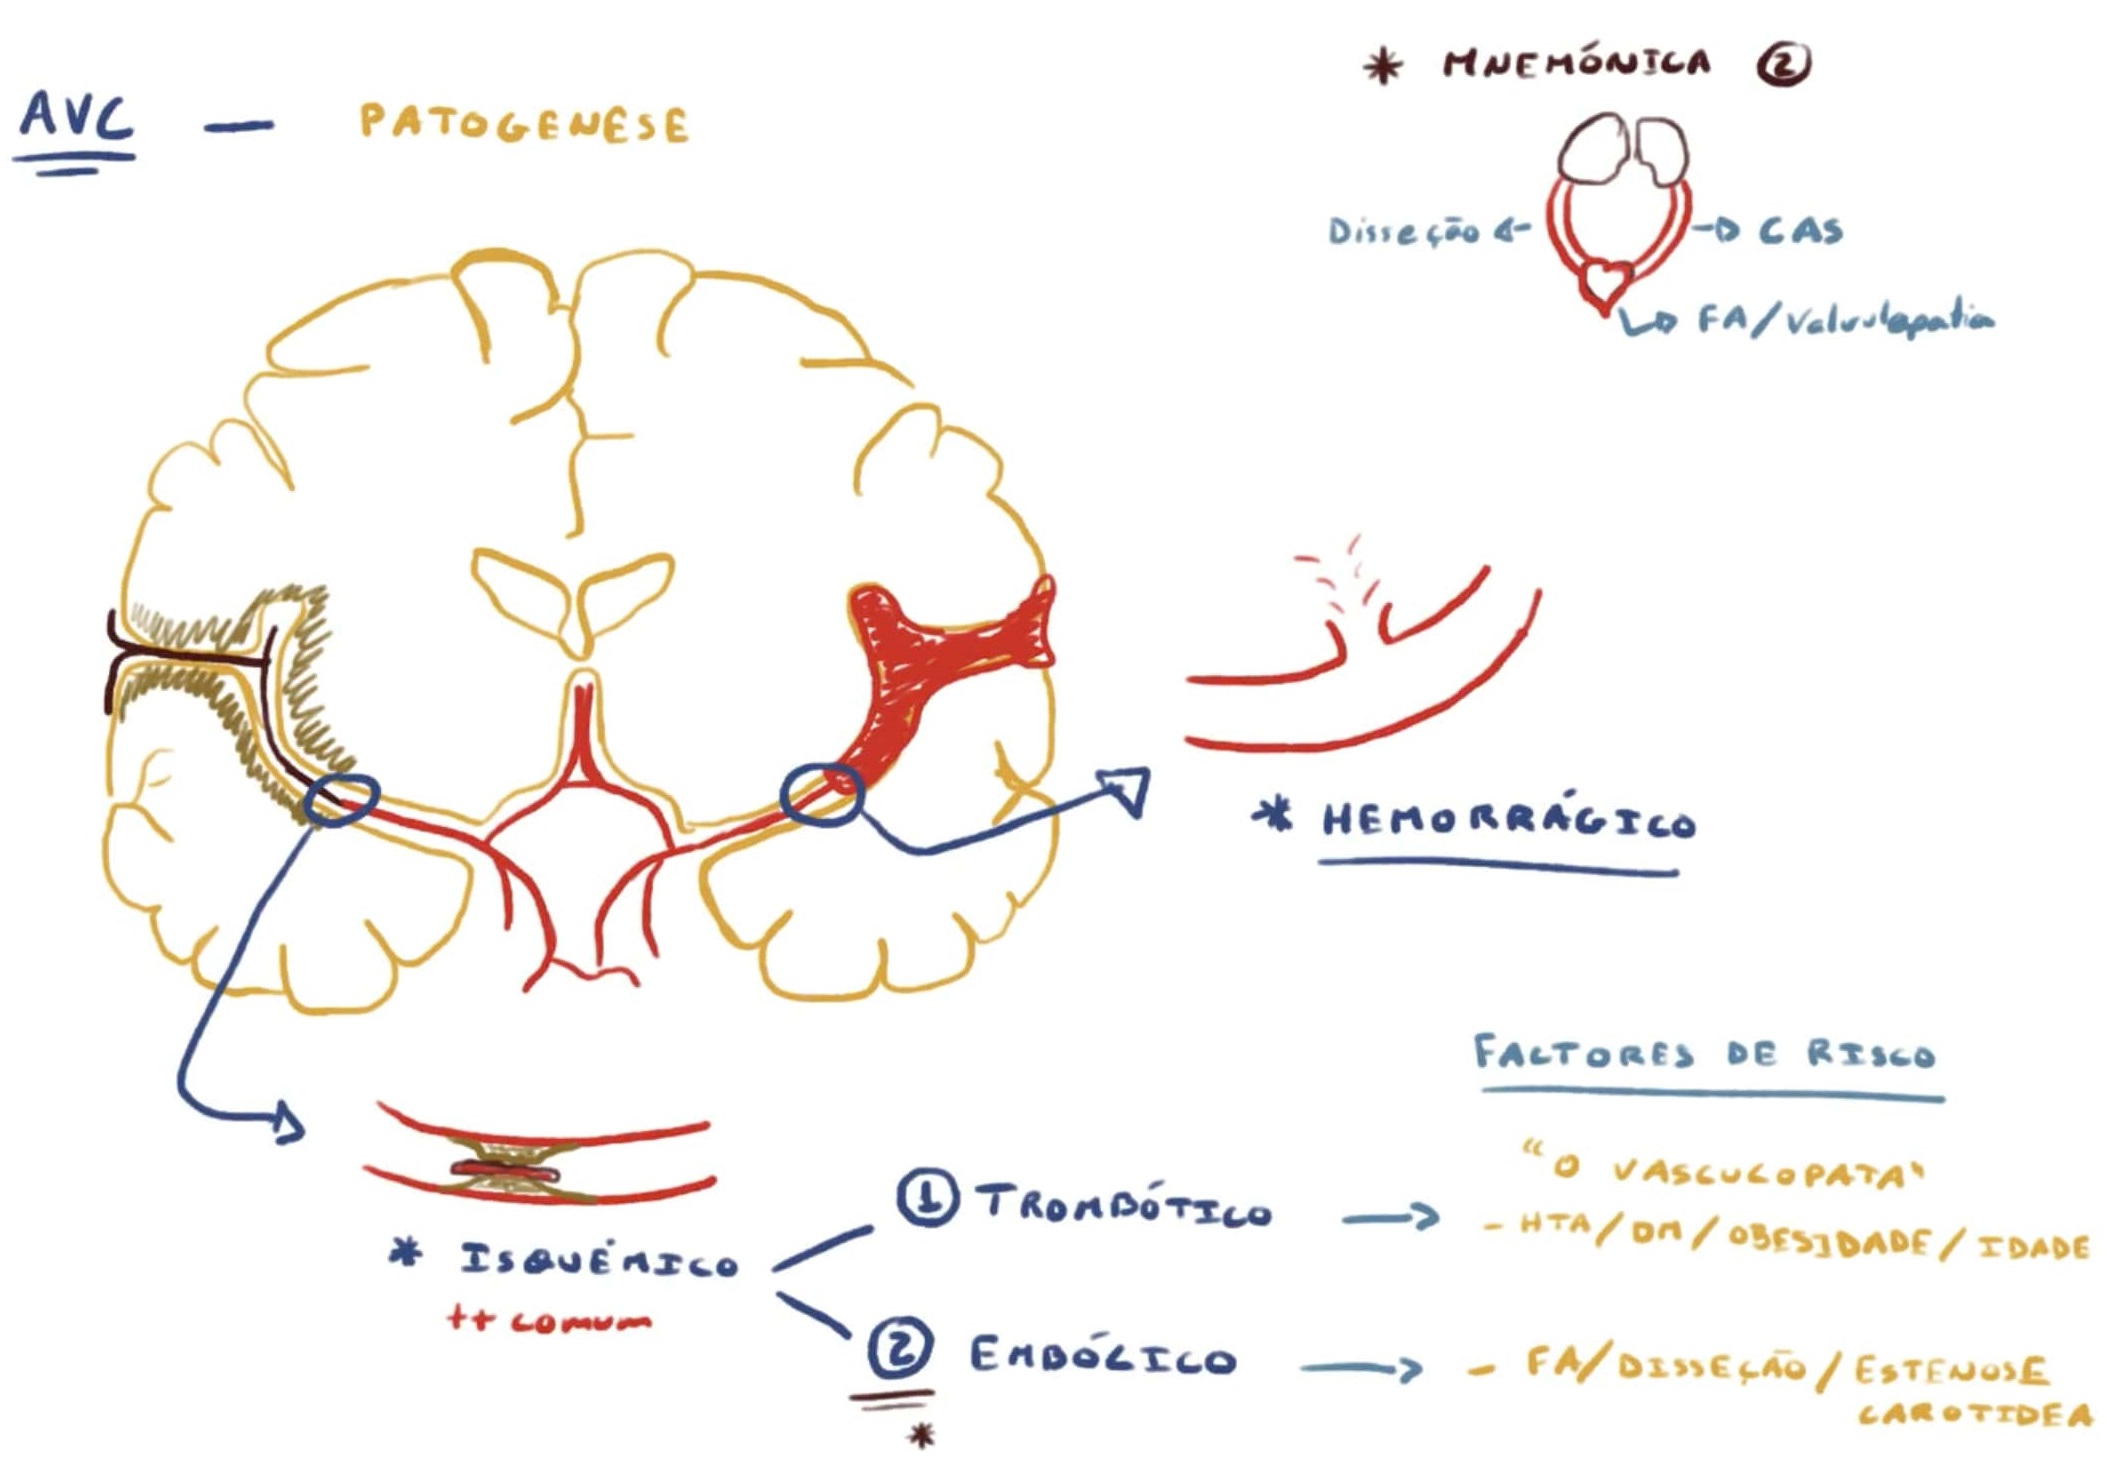 AVC — PATOGENESE
* MNEMÓNICA ②
Disseção
CAS
FA/Valvulopatia
* HEMORRÁGICO
* ISQUÉMICO
++ comum
① TROMBÓTICO
② EMBÓLICO
*
FACTORES DE RISCO
"O VASCULOPATA"
- HTA/DM/OBESIDADE/IDADE
- FA/DISSEÇÃO/ESTENOSE
CAROTIDEA